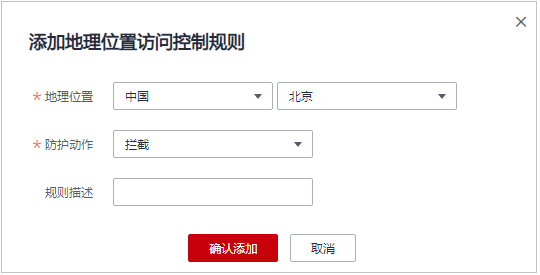 添加地理位置访问控制规则
* 地理位置 中国 北京
* 防护动作 拦截
规则描述
确认添加 取消